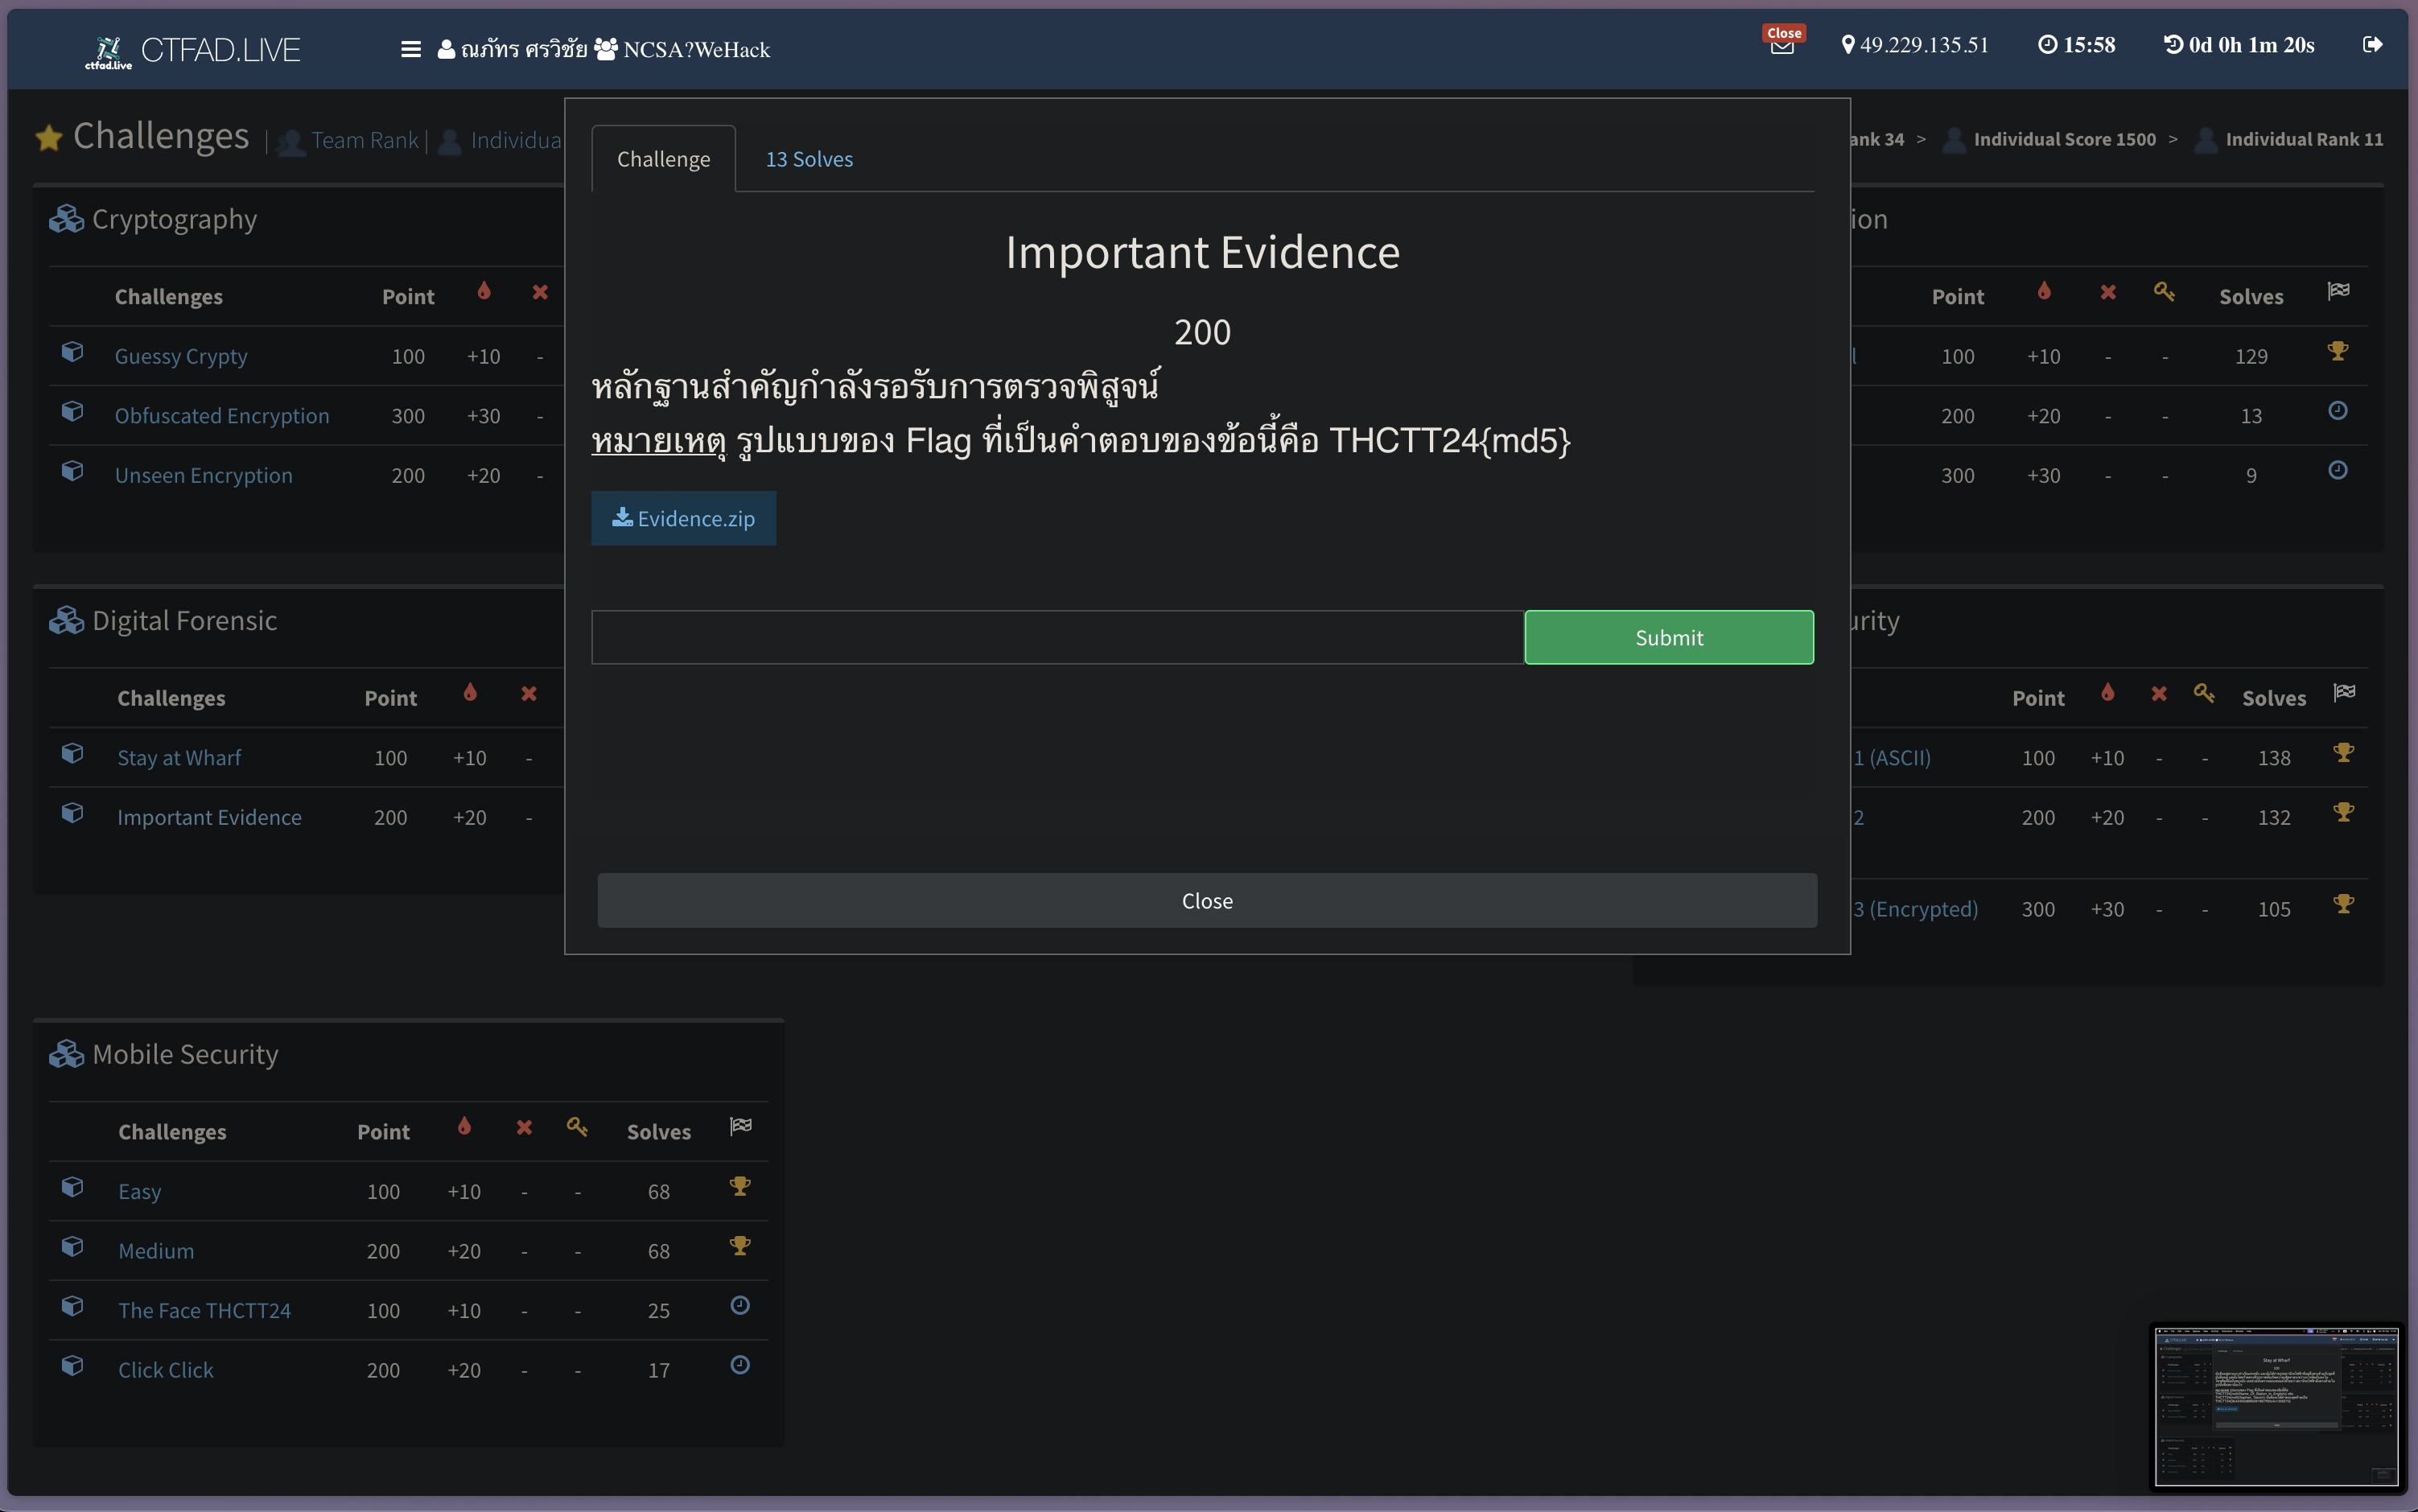 ctfad.live CTFAD.LIVE ณภัทร ศรวิชัย NCSA?WeHack Close 49.229.135.51 15:58 0d 0h 1m 20s
Challenges | Team Rank | Individua
ank 34 > Individual Score 1500 > Individual Rank 11
Challenge 13 Solves
Important Evidence
200
หลักฐานสำคัญกำลังรอรับการตรวจพิสูจน์
หมายเหตุ รูปแบบของ Flag ที่เป็นคำตอบของข้อนี้คือ THCTT24{md5}
Evidence.zip
Submit
Close
Cryptography
Challenges Point
Guessy Crypty 100 +10 -
Obfuscated Encryption 300 +30 -
Unseen Encryption 200 +20 -
ion
Point Solves
l 100 +10 - - 129
200 +20 - - 13
300 +30 - - 9
Digital Forensic
Challenges Point
Stay at Wharf 100 +10 -
Important Evidence 200 +20 -
urity
Point Solves
1 (ASCII) 100 +10 - - 138
2 200 +20 - - 132
3 (Encrypted) 300 +30 - - 105
Mobile Security
Challenges Point Solves
Easy 100 +10 - - 68
Medium 200 +20 - - 68
The Face THCTT24 100 +10 - - 25
Click Click 200 +20 - - 17
Stay at Wharf